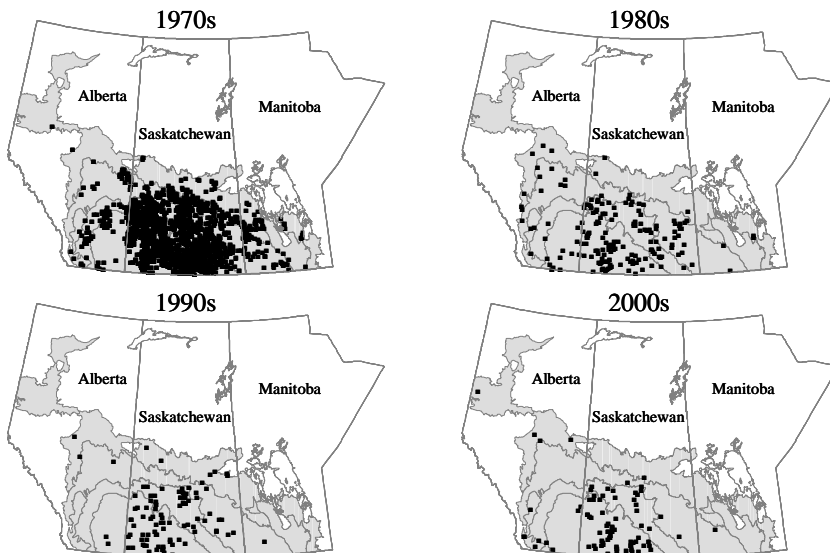 1970s
Alberta
Manitoba
Saskatchewan
1980s
Alberta
Manitoba
Saskatchewan
1990s
Alberta
Manitoba
Saskatchewan
2000s
Alberta
Manitoba
Saskatchewan